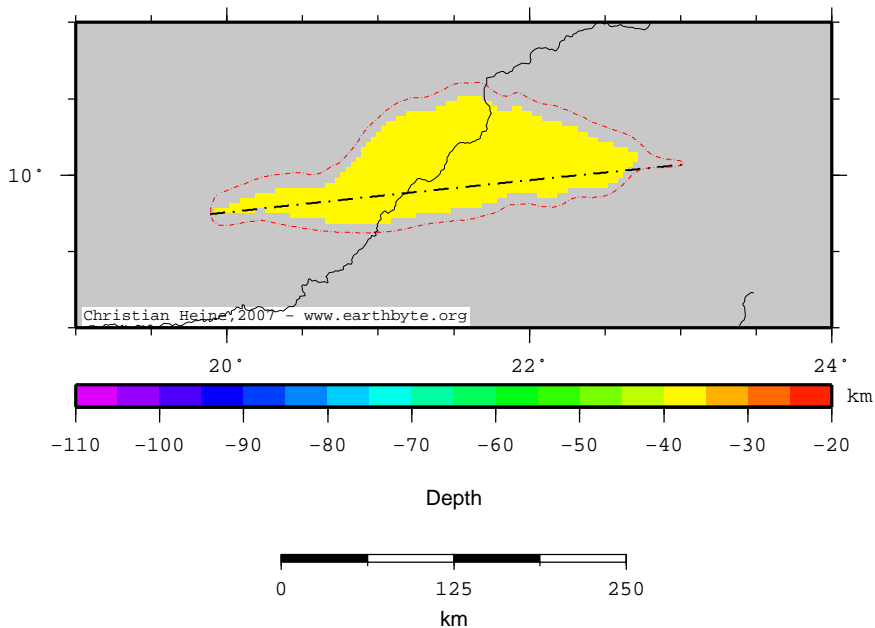 10°
Christian Heine,2007 - www.earthbyte.org
20° 22° 24°
km
-110 -100 -90 -80 -70 -60 -50 -40 -30 -20
Depth
0 125 250
km